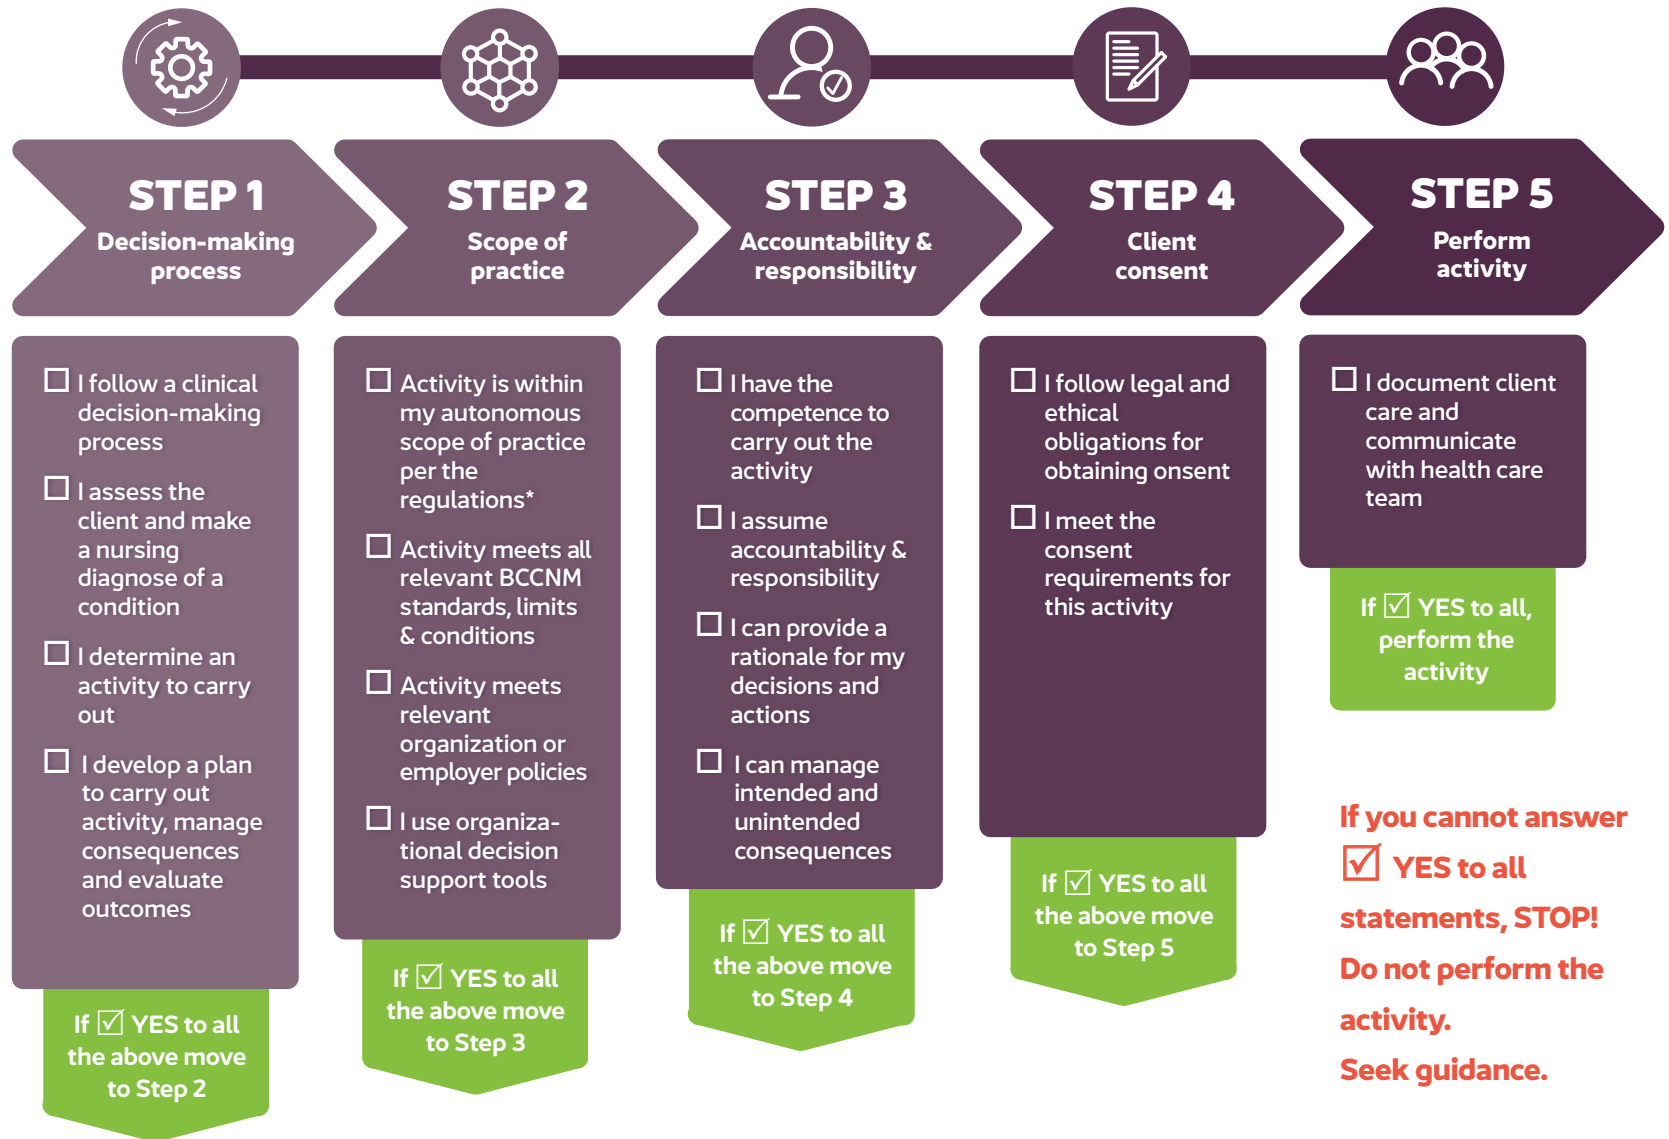 STEP 1
Decision-making
process
I follow a clinical
decision-making
process
I assess the
client and make
a nursing
diagnose of a
condition
I determine an
activity to carry
out
I develop a plan
to carry out
activity, manage
consequences
and evaluate
outcomes
If ☑ YES to all
the above move
to Step 2
STEP 2
Scope of
practice
Activity is within
my autonomous
scope of practice
per the
regulations*
Activity meets all
relevant BCCNM
standards, limits
& conditions
Activity meets
relevant
organization or
employer policies
I use organiza-
tional decision
support tools
If ☑ YES to all
the above move
to Step 3
STEP 3
Accountability &
responsibility
I have the
competence to
carry out the
activity
I assume
accountability &
responsibility
I can provide a
rationale for my
decisions and
actions
I can manage
intended and
unintended
consequences
If ☑ YES to all
the above move
to Step 4
STEP 4
Client
consent
I follow legal and
ethical
obligations for
obtaining onsent
I meet the
consent
requirements for
this activity
If ☑ YES to all
the above move
to Step 5
STEP 5
Perform
activity
I document client
care and
communicate
with health care
team
If ☑ YES to all,
perform the
activity
If you cannot answer
☑ YES to all
statements, STOP!
Do not perform the
activity.
Seek guidance.